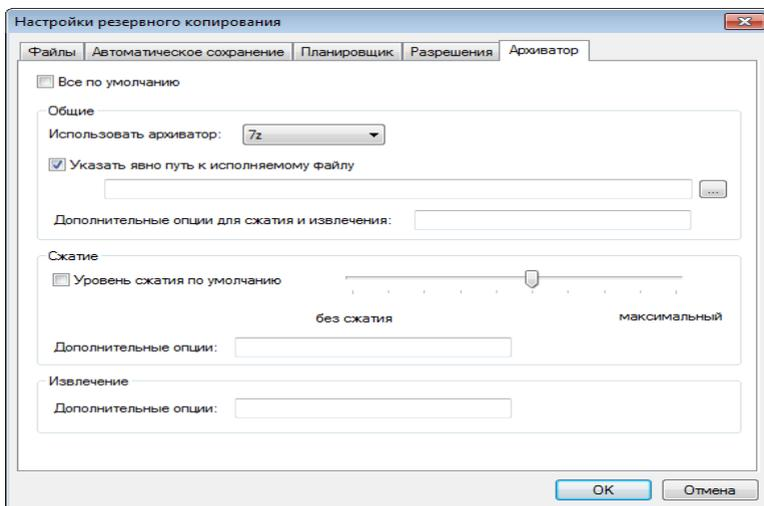 Настройки резервного копирования
Файлы Автоматическое сохранение Планировщик Разрешения Архиватор
Все по умолчанию
Общие
Использовать архиватор: 7z
Указать явно путь к исполняемому файлу
...
Дополнительные опции для сжатия и извлечения:
Сжатие
Уровень сжатия по умолчанию
без сжатия максимальный
Дополнительные опции:
Извлечение
Дополнительные опции:
OK Отмена